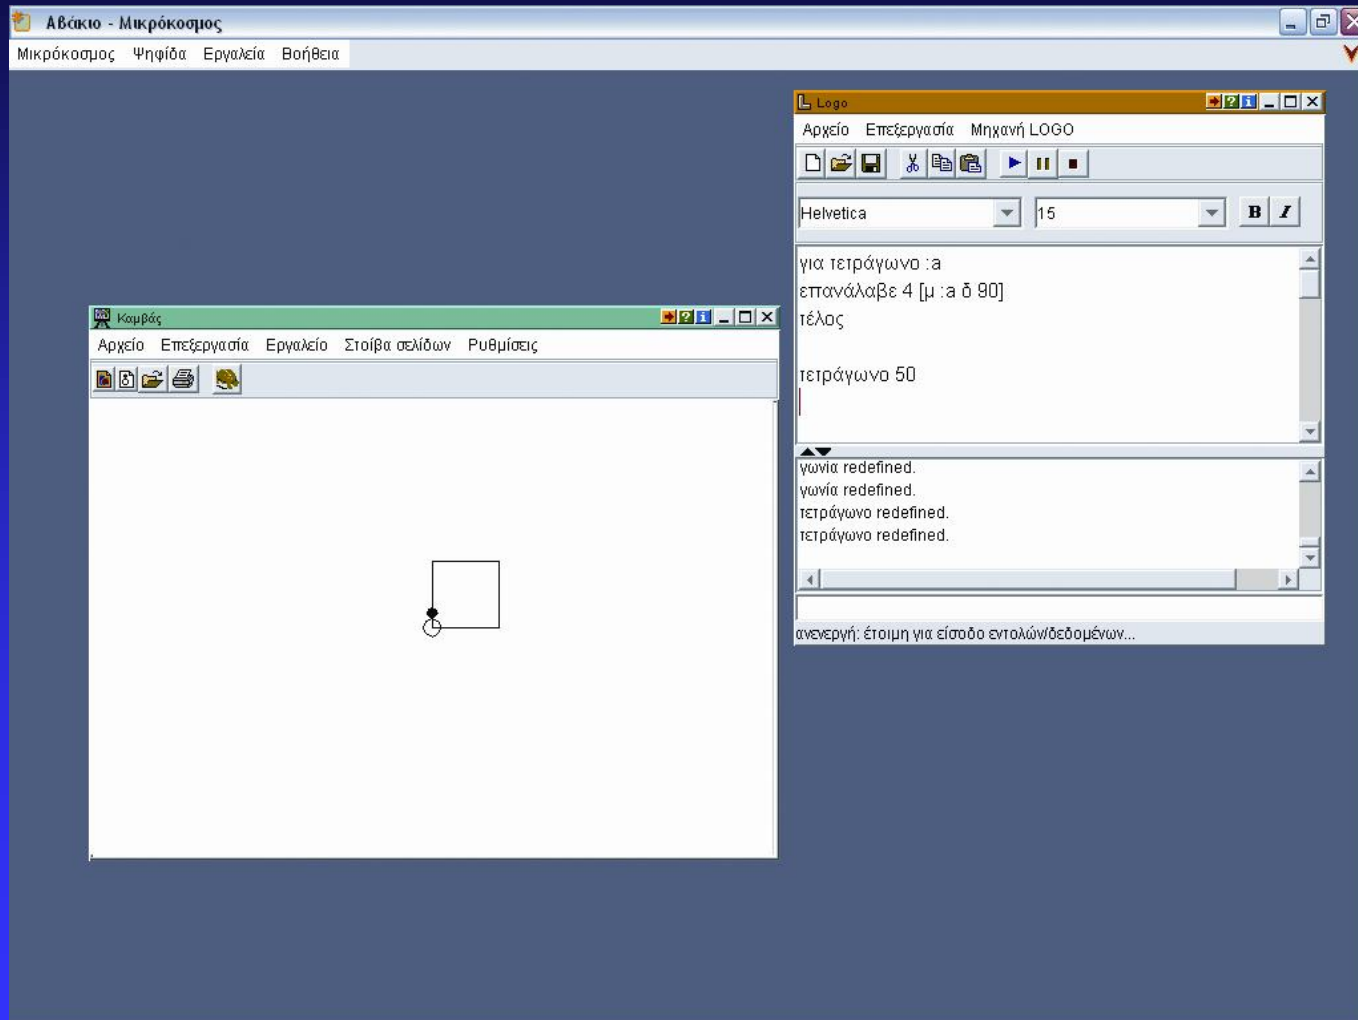 Αβάκιο - Μικρόκοσμος
Μικρόκοσμος Ψηφίδα Εργαλεία Βοήθεια
Logo
Αρχείο Επεξεργασία Μηχανή LOGO
Helvetica 15 B I
για τετράγωνο :a
επανάλαβε 4 [μ :a δ 90]
τέλος
τετράγωνο 50
γωνία redefined.
γωνία redefined.
τετράγωνο redefined.
τετράγωνο redefined.
ανενεργή: έτοιμη για είσοδο εντολών/δεδομένων...
Καμβάς
Αρχείο Επεξεργασία Εργαλείο Στοίβα σελίδων Ρυθμίσεις